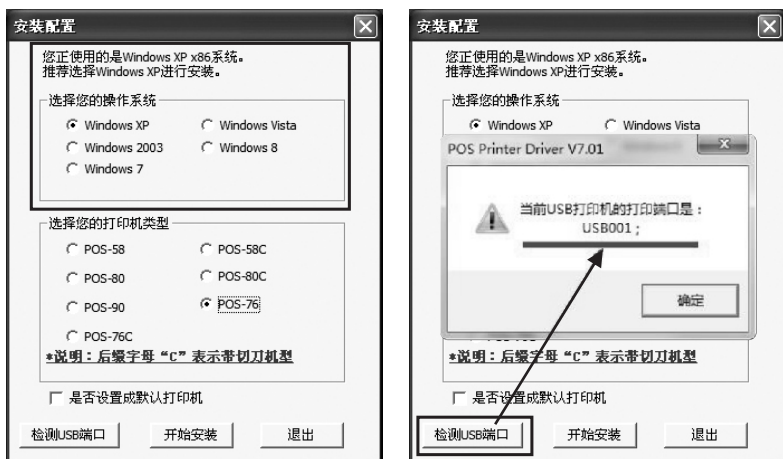 安装配置
您正使用的是Windows XP x86系统。
推荐选择Windows XP进行安装。
选择您的操作系统
Windows XP Windows Vista
Windows 2003 Windows 8
Windows 7
选择您的打印机类型
POS-58 POS-58C
POS-80 POS-80C
POS-90 POS-76
POS-76C
*说明：后缀字母“C”表示带切刀机型
是否设置成默认打印机
检测USB端口 开始安装 退出
安装配置
您正使用的是Windows XP x86系统。
推荐选择Windows XP进行安装。
选择您的操作系统
Windows XP Windows Vista
POS Printer Driver V7.01
当前USB打印机的打印端口是：
USB001；
确定
*说明：后缀字母“C”表示带切刀机型
是否设置成默认打印机
检测USB端口 开始安装 退出